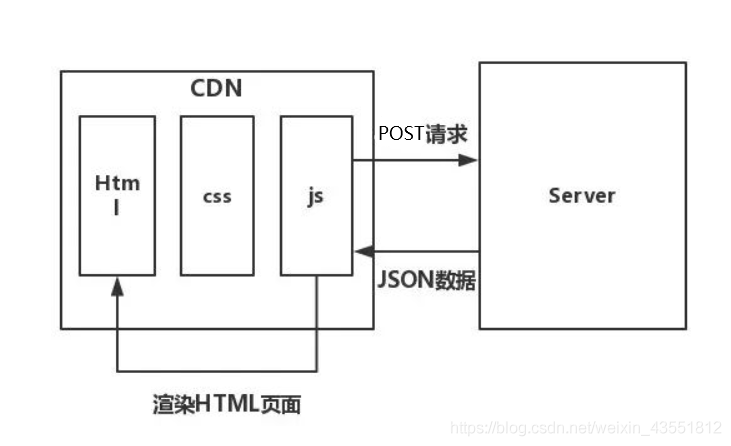 CDN
POST请求
Htm
l
css
js
Server
JSON数据
渲染HTML页面
https://blog.csdn.net/weixin_43551812